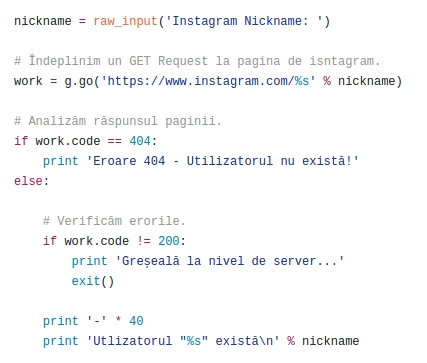 nickname = raw_input('Instagram Nickname: ')
# Îndeplinim un GET Request la pagina de isntagram.
work = g.go('https://www.instagram.com/%s' % nickname)
# Analizăm răspunsul paginii.
if work.code == 404:
print 'Eroare 404 - Utilizatorul nu există!'
else:
# Verificăm erorile.
if work.code != 200:
print 'Greșeală la nivel de server...'
exit()
print '-' * 40
print 'Utlizatorul "%s" există\n' % nickname